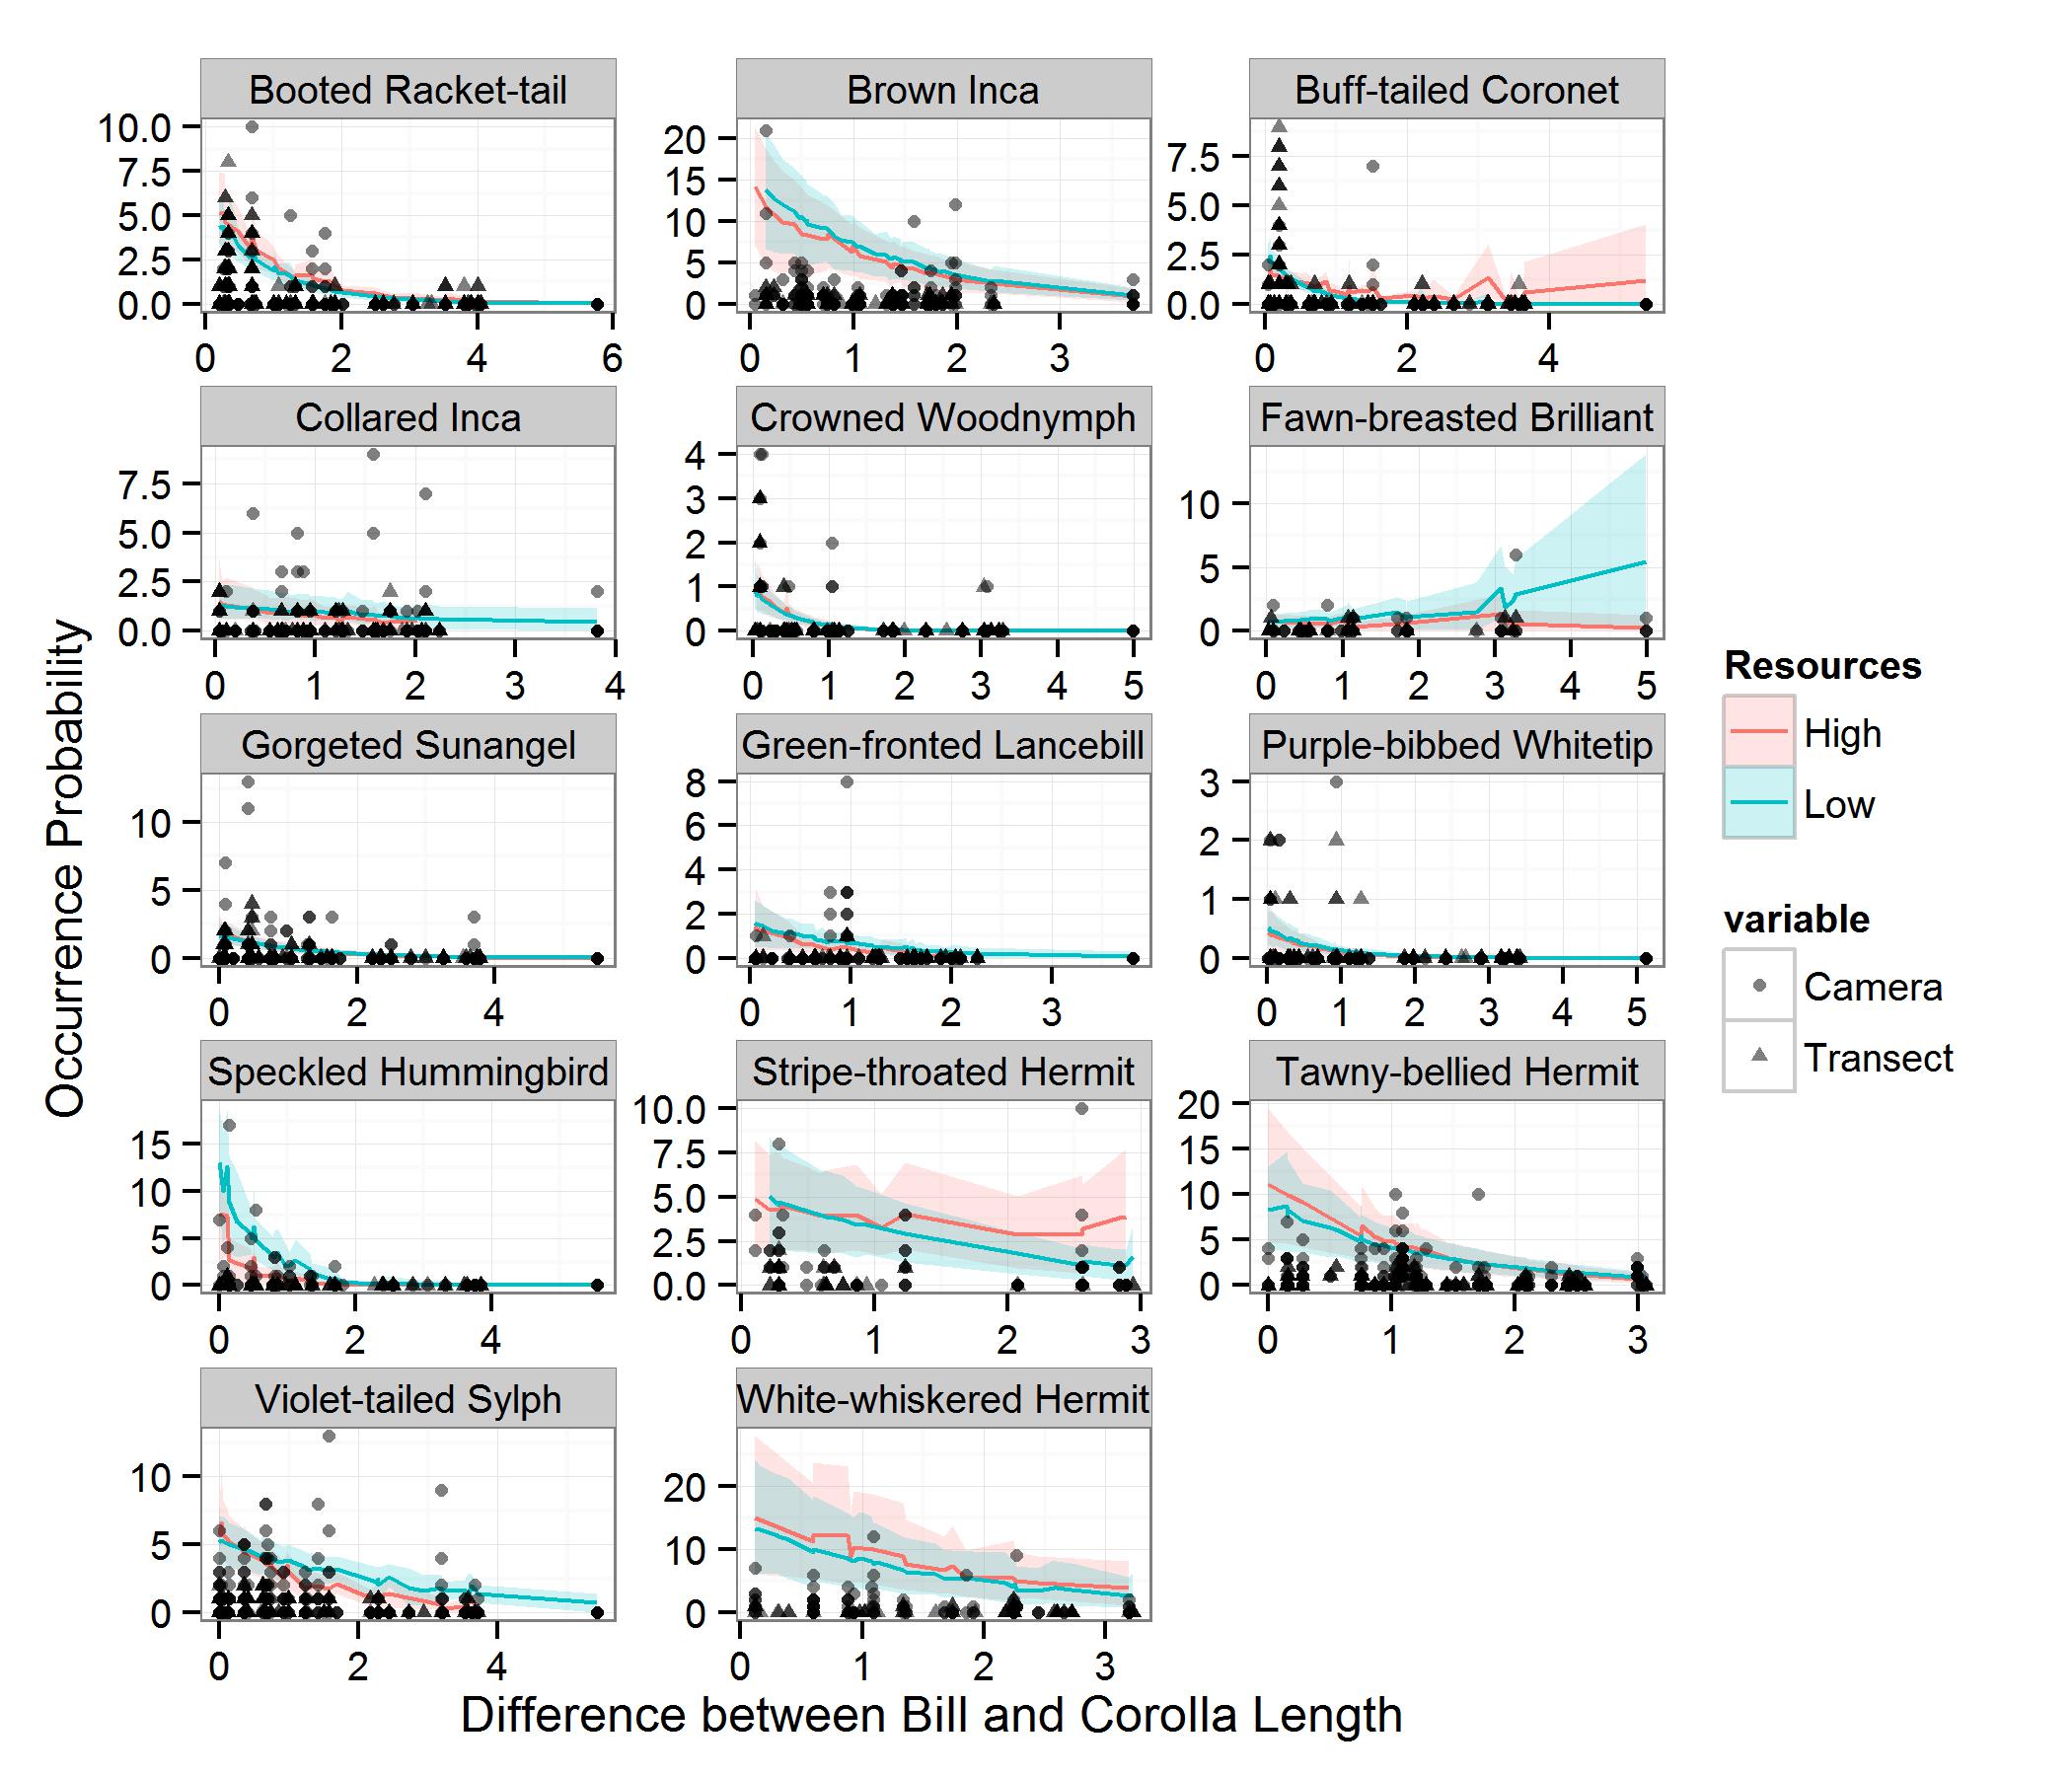 Booted Racket-tail
Brown Inca
Buff-tailed Coronet
10.0
7.5
5.0
2.5
0.0
20
15
10
5
0
7.5
5.0
2.5
0.0
0 2 4 6
0 1 2 3
0 2 4
Collared Inca
Crowned Woodnymph
Fawn-breasted Brilliant
7.5
5.0
2.5
0.0
4
3
2
1
0
10
5
0
0 1 2 3 4
0 1 2 3 4 5
0 1 2 3 4 5
Gorgeted Sunangel
Green-fronted Lancebill
Purple-bibbed Whitetip
10
5
0
8
6
4
2
0
3
2
1
0
0 2 4
0 1 2 3
0 1 2 3 4 5
Speckled Hummingbird
Stripe-throated Hermit
Tawny-bellied Hermit
15
10
5
0
10.0
7.5
5.0
2.5
0.0
20
15
10
5
0
0 2 4
0 1 2 3
0 1 2 3
Violet-tailed Sylph
White-whiskered Hermit
10
5
0
20
10
0
0 2 4
0 1 2 3
Occurrence Probability
Difference between Bill and Corolla Length
Resources
High
Low
variable
Camera
Transect